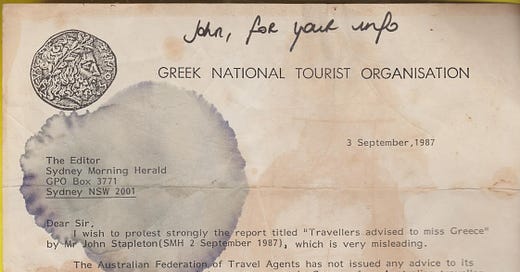 John, for your info
GREEK NATIONAL TOURIST ORGANISATION
3 September,1987
The Editor
Sydney Morning Herald
GPO Box 3771
Sydney NSW 2001
Dear Sir,
I wish to protest strongly the report titled "Travellers advised to miss Greece"
by Mr John Stapleton(SMH 2 September 1987), which is very misleading.
The Australian Federation of Travel Agents has not issued any advice to its